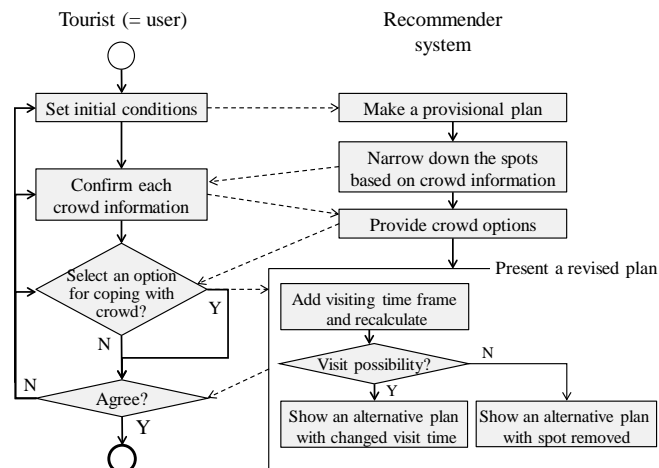 Tourist (= user)
Recommender
system
Set initial conditions
Make a provisional plan
Narrow down the spots
based on crowd information
Confirm each
crowd information
Provide crowd options
Select an option
for coping with
crowd?
Y
N
Present a revised plan
Add visiting time frame
and recalculate
Visit possibility?
N
Y
Show an alternative plan
with changed visit time
Show an alternative plan
with spot removed
N
Agree?
Y